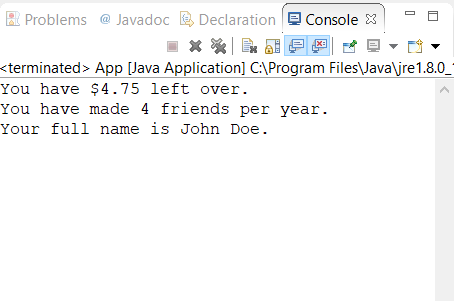 Problems @ Javadoc Declaration Console
<terminated> App [Java Application] C:\Program Files\Java\jre1.8.0_1
You have $4.75 left over.
You have made 4 friends per year.
Your full name is John Doe.